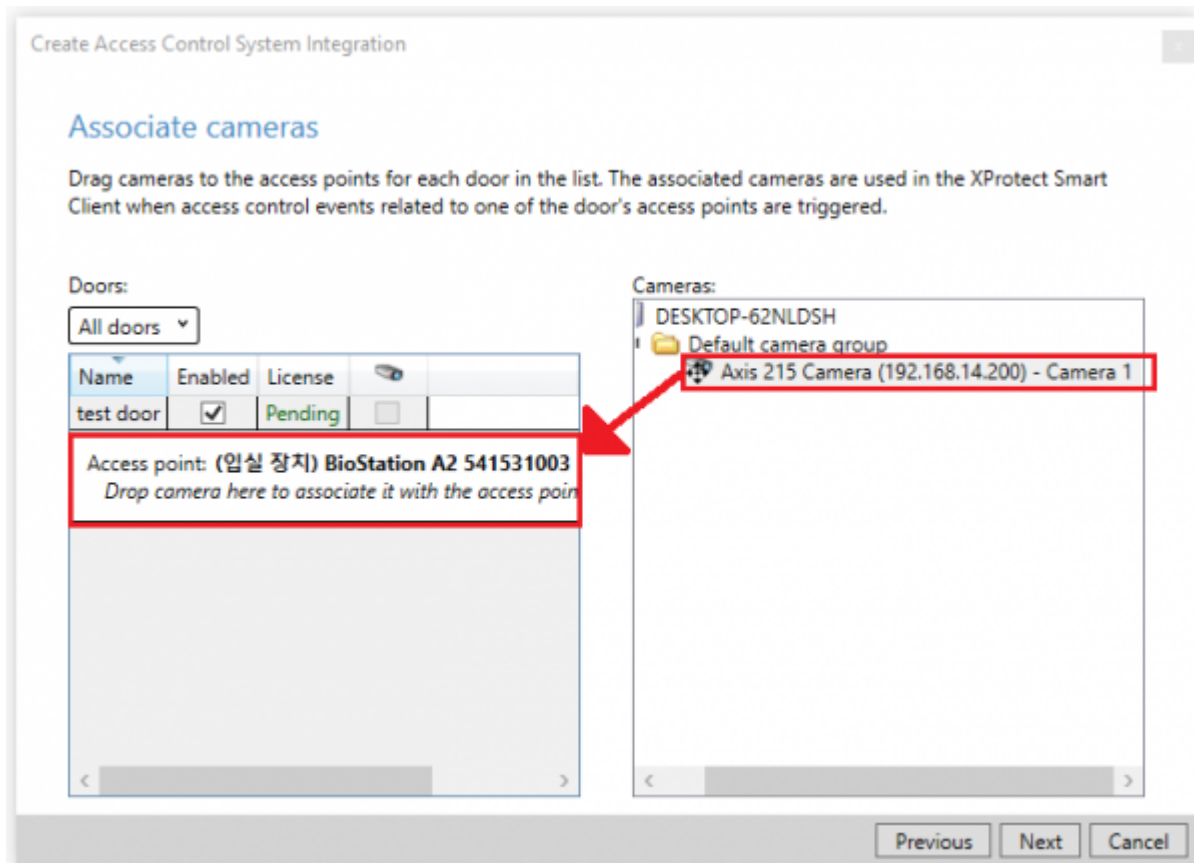 Create Access Control System Integration
Associate cameras
Drag cameras to the access points for each door in the list. The associated cameras are used in the XProtect Smart
Client when access control events related to one of the door's access points are triggered.
Doors:
All doors
Name Enabled License
test door Pending
Access point: (입실 장치) BioStation A2 541531003
Drop camera here to associate it with the access poin
Cameras:
DESKTOP-62NLDSH
Default camera group
Axis 215 Camera (192.168.14.200) - Camera 1
Previous Next Cancel